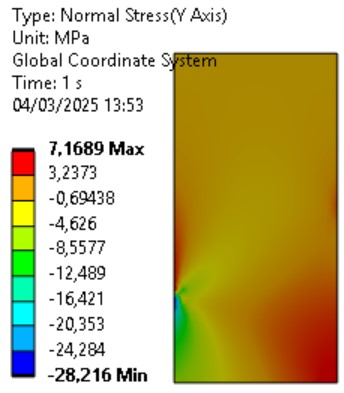 Type: Normal Stress(Y Axis)
Unit: MPa
Global Coordinate System
Time: 1 s
04/03/2025 13:53
7,1689 Max
3,2373
-0,69438
-4,626
-8,5577
-12,489
-16,421
-20,353
-24,284
-28,216 Min